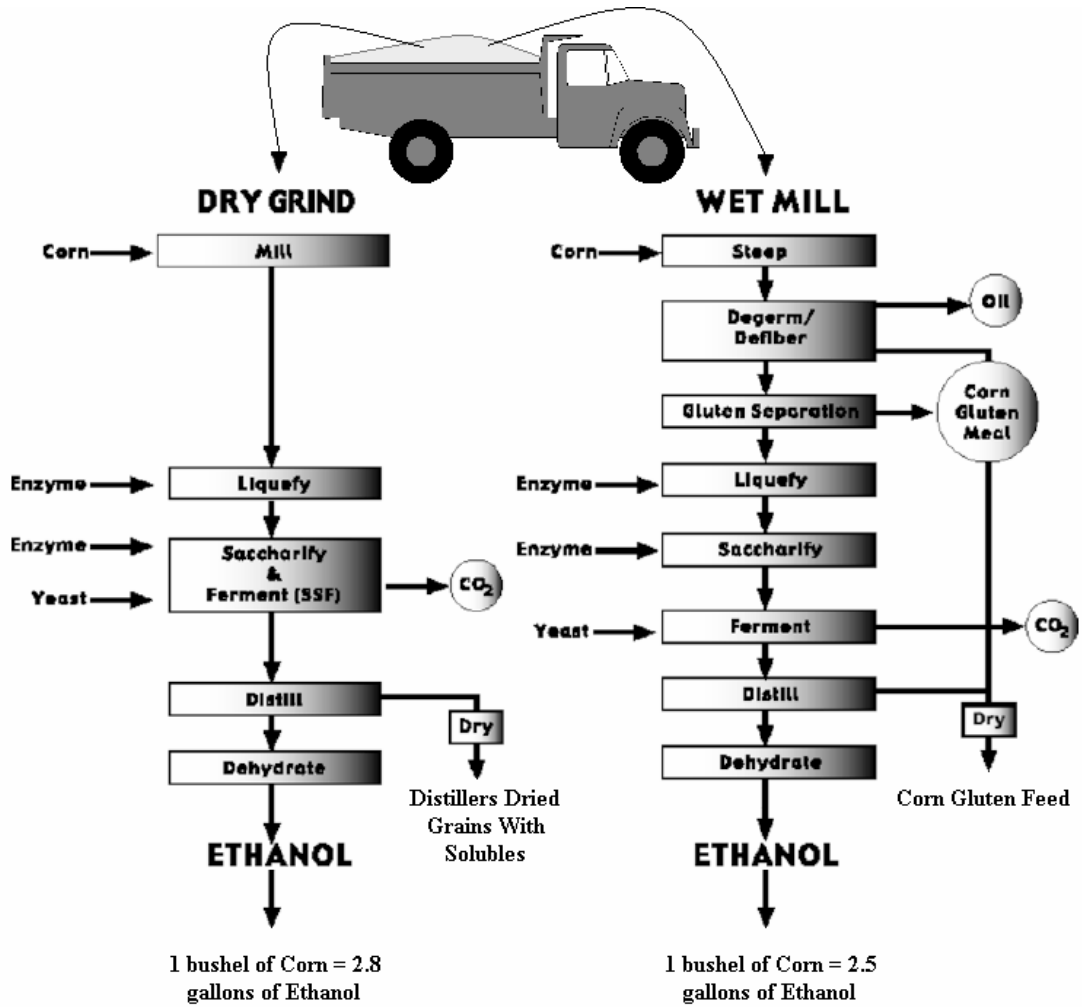 DRY GRIND
Corn
Mill
Enzyme
Liquefy
Enzyme
Yeast
Saccharify
&
Ferment (SSF)
CO₂
Distill
Dry
Dehydrate
Distillers Dried
Grains With
Solubles
ETHANOL
1 bushel of Corn = 2.8
gallons of Ethanol
WET MILL
Corn
Steep
Degerm/
Defiber
Oil
Gluten Separation
Corn
Gluten
Meal
Enzyme
Liquefy
Enzyme
Saccharify
Yeast
Ferment
CO₂
Distill
Dry
Dehydrate
Corn Gluten Feed
ETHANOL
1 bushel of Corn = 2.5
gallons of Ethanol